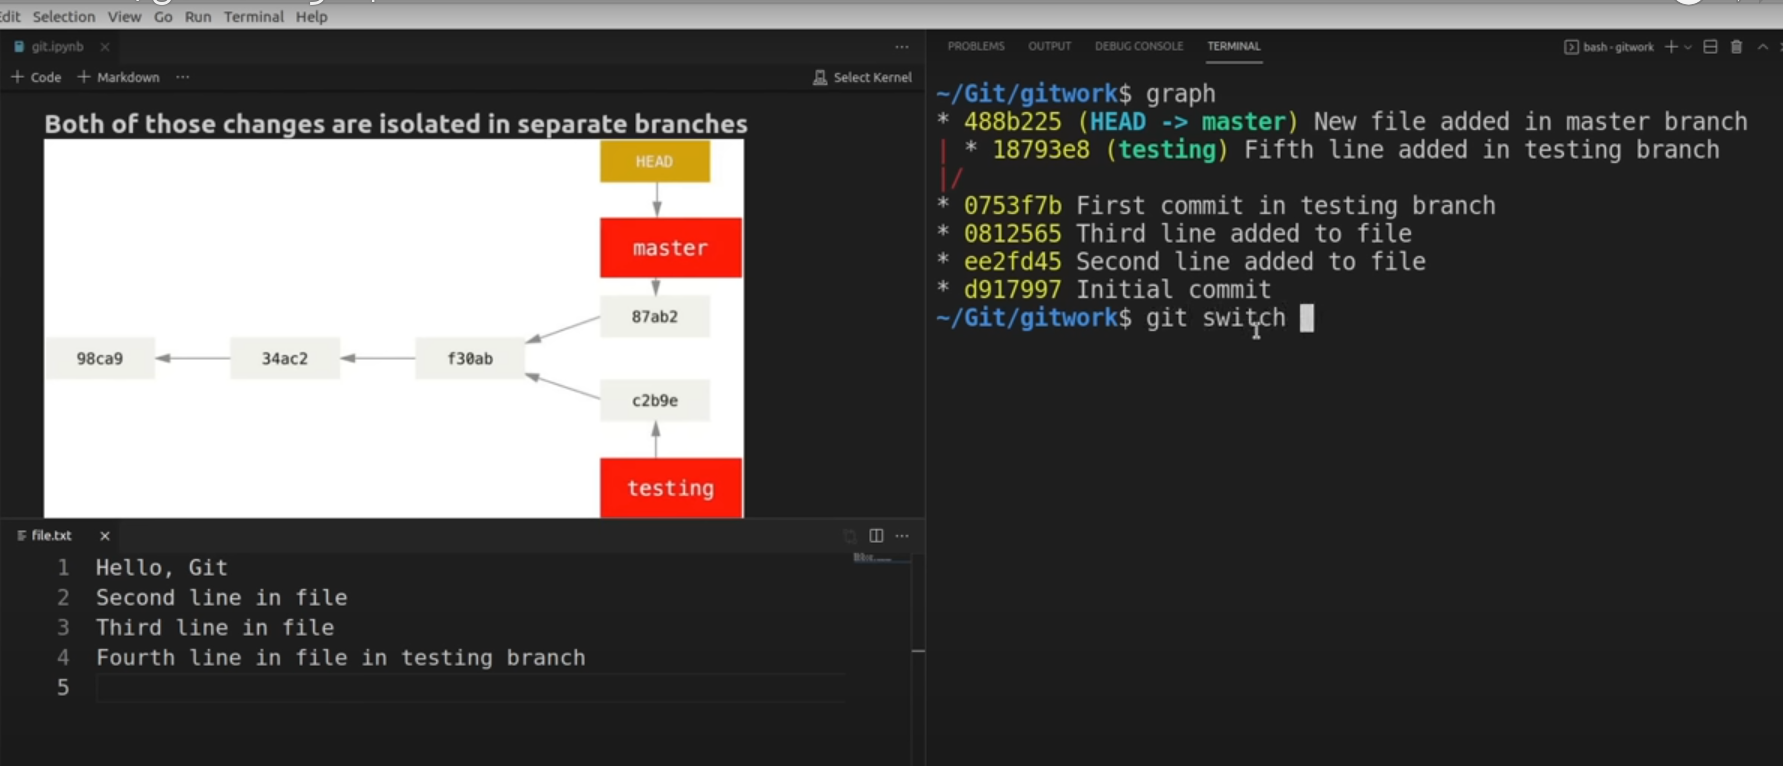 Edit Selection View Go Run Terminal Help
git.ipynb
Code Markdown Select Kernel
Both of those changes are isolated in separate branches
HEAD
master
87ab2
98ca9 34ac2 f30ab
c2b9e
testing
file.txt
1 Hello, Git
2 Second line in file
3 Third line in file
4 Fourth line in file in testing branch
5
PROBLEMS OUTPUT DEBUG CONSOLE TERMINAL bash - gitwork
~/Git/gitwork$ graph
* 488b225 (HEAD -> master) New file added in master branch
| * 18793e8 (testing) Fifth line added in testing branch
|/
* 0753f7b First commit in testing branch
* 0812565 Third line added to file
* ee2fd45 Second line added to file
* d917997 Initial commit
~/Git/gitwork$ git switch